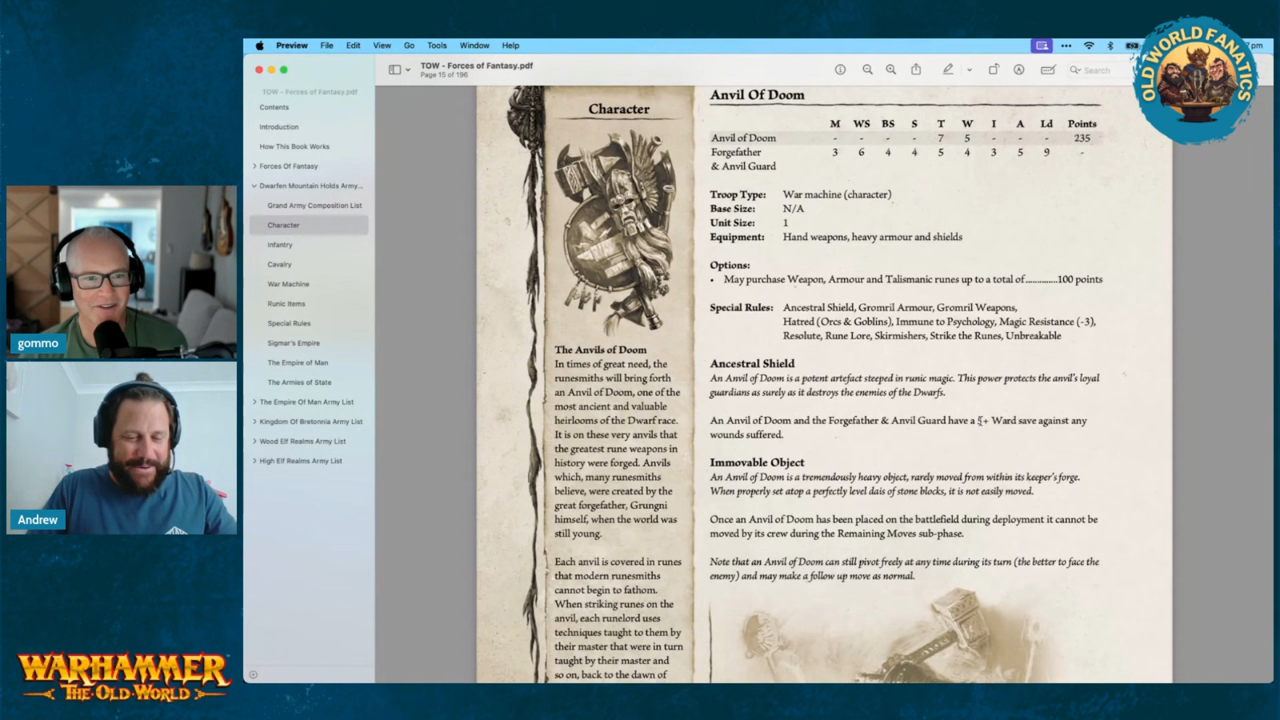 Preview File Edit View Go Tools Window Help
pm
TOW - Forces of Fantasy.pdf
Page 15 of 196
Search
OLD WORLD FANATICS
TOW - Forces of Fantasy.pdf
Contents
Introduction
How This Book Works
Forces Of Fantasy
Dwarfen Mountain Holds Army...
Grand Army Composition List
Character
Infantry
Cavalry
War Machine
Runic Items
Special Rules
Sigmar's Empire
The Empire of Man
The Armies of State
The Empire Of Man Army List
Kingdom Of Bretonnia Army List
Wood Elf Realms Army List
High Elf Realms Army List
gommo
Andrew
WARHAMMER
THE OLD WORLD
Character
The Anvils of Doom
In times of great need, the
runesmiths will bring forth
an Anvil of Doom, one of the
most ancient and valuable
heirlooms of the Dwarf race.
It is on these very anvils that
the greatest rune weapons in
history were forged. Anvils
which, many runesmiths
believe, were created by the
great forgefather, Grungni
himself, when the world was
still young.
Each anvil is covered in runes
that modern runesmiths
cannot begin to fathom.
When striking runes on the
anvil, each runelord uses
techniques taught to them by
their master that were in turn
taught by their master and
so on, back to the dawn of
Anvil Of Doom
M WS BS S T W I A Ld Points
Anvil of Doom - - - - 7 5 - - - 235
Forgefather 3 6 4 4 5 4 3 5 9 -
& Anvil Guard
Troop Type: War machine (character)
Base Size: N/A
Unit Size: 1
Equipment: Hand weapons, heavy armour and shields
Options:
• May purchase Weapon, Armour and Talismanic runes up to a total of..............100 points
Special Rules: Ancestral Shield, Gromril Armour, Gromril Weapons,
Hatred (Orcs & Goblins), Immune to Psychology, Magic Resistance (-3),
Resolute, Rune Lore, Skirmishers, Strike the Runes, Unbreakable
Ancestral Shield
An Anvil of Doom is a potent artefact steeped in runic magic. This power protects the anvil's loyal
guardians as surely as it destroys the enemies of the Dwarfs.
An Anvil of Doom and the Forgefather & Anvil Guard have a 5+ Ward save against any
wounds suffered.
Immovable Object
An Anvil of Doom is a tremendously heavy object, rarely moved from within its keeper's forge.
When properly set atop a perfectly level dais of stone blocks, it is not easily moved.
Once an Anvil of Doom has been placed on the battlefield during deployment it cannot be
moved by its crew during the Remaining Moves sub-phase.
Note that an Anvil of Doom can still pivot freely at any time during its turn (the better to face the
enemy) and may make a follow up move as normal.